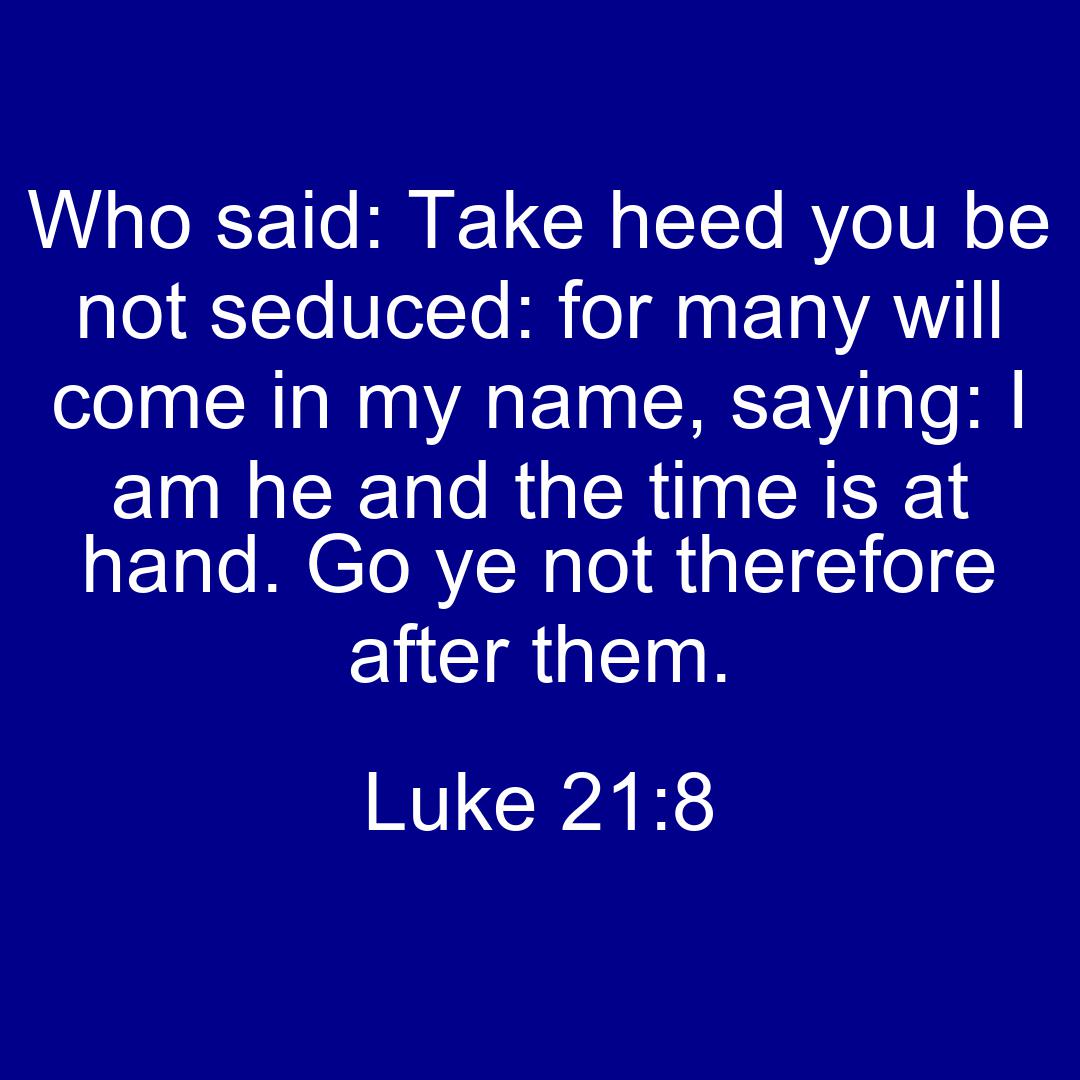 Who said: Take heed you be
not seduced: for many will
come in my name, saying: I
am he and the time is at
hand. Go ye not therefore
after them.
Luke 21:8